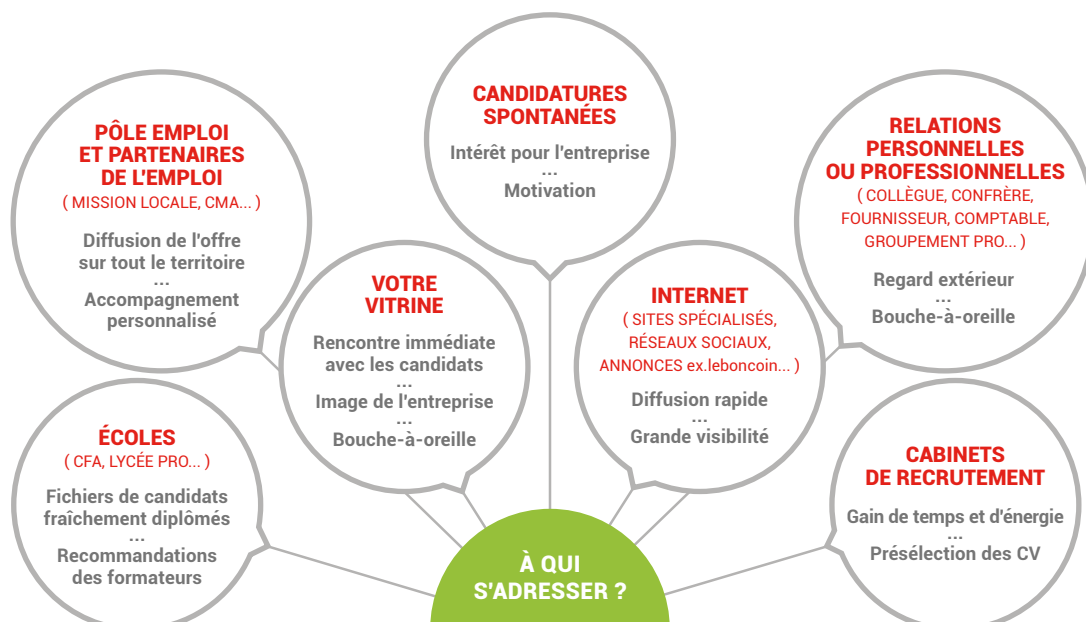 CANDIDATURES
SPONTANÉES
Intérêt pour l'entreprise
...
Motivation
PÔLE EMPLOI
ET PARTENAIRES
DE L'EMPLOI
( MISSION LOCALE, CMA... )
Diffusion de l'offre
sur tout le territoire
...
Accompagnement
personnalisé
RELATIONS
PERSONNELLES
OU PROFESSIONNELLES
( COLLÈGUE, CONFRÈRE,
FOURNISSEUR, COMPTABLE,
GROUPEMENT PRO... )
Regard extérieur
...
Bouche-à-oreille
VOTRE
VITRINE
Rencontre immédiate
avec les candidats
...
Image de l'entreprise
...
Bouche-à-oreille
INTERNET
( SITES SPÉCIALISÉS,
RÉSEAUX SOCIAUX,
ANNONCES ex.leboncoin... )
Diffusion rapide
...
Grande visibilité
ÉCOLES
( CFA, LYCÉE PRO... )
Fichiers de candidats
fraîchement diplômés
...
Recommandations
des formateurs
CABINETS
DE RECRUTEMENT
Gain de temps et d'énergie
...
Présélection des CV
À QUI
S'ADRESSER ?